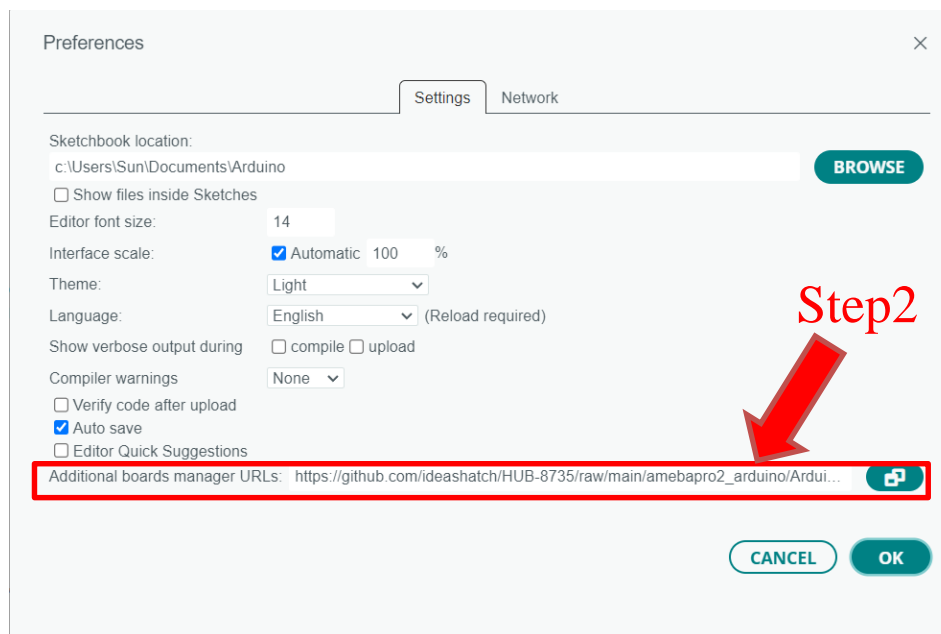 Preferences
Settings Network
Sketchbook location:
c:\Users\Sun\Documents\Arduino
BROWSE
Show files inside Sketches
Editor font size: 14
Interface scale: Automatic 100 %
Theme: Light
Step2
Language: English (Reload required)
Show verbose output during compile upload
Compiler warnings None
Verify code after upload
Auto save
Editor Quick Suggestions
Additional boards manager URLs: https://github.com/ideashatch/HUB-8735/raw/main/amebapro2_arduino/Ardui...
CANCEL OK